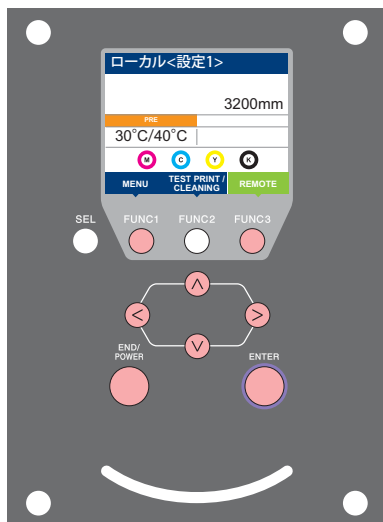 ローカル<設定1>
3200mm
PRE
30°C/40°C
M C Y K
MENU TEST PRINT / CLEANING REMOTE
SEL FUNC1 FUNC2 FUNC3
END/
POWER
ENTER